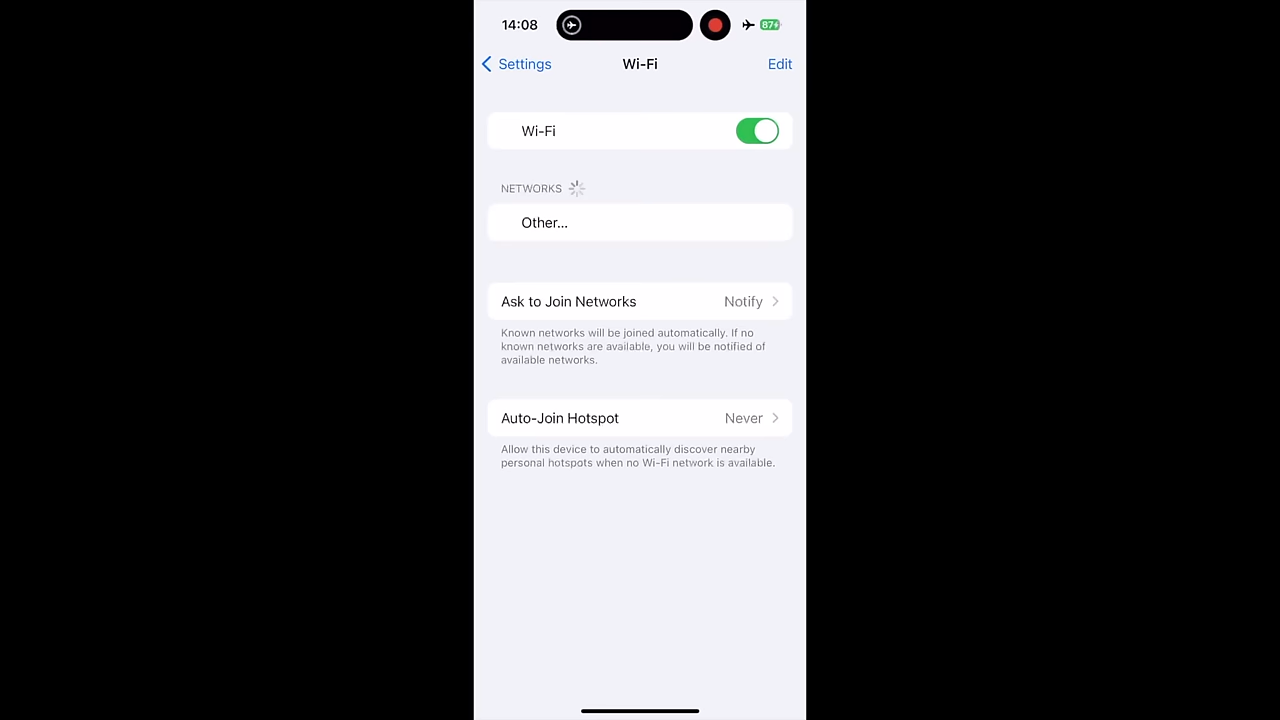 14:08
87
Settings
Wi-Fi
Edit
Wi-Fi
NETWORKS
Other...
Ask to Join Networks
Notify
Known networks will be joined automatically. If no
known networks are available, you will be notified of
available networks.
Auto-Join Hotspot
Never
Allow this device to automatically discover nearby
personal hotspots when no Wi-Fi network is available.